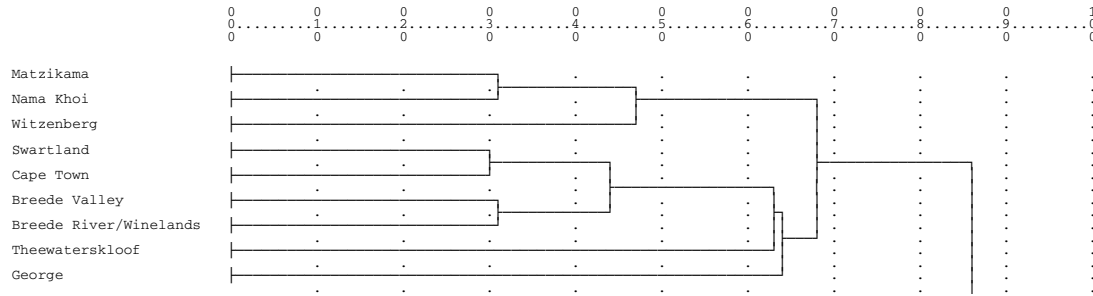 0 0 0 0 0 0 0 0 0 0 1
0.........1.........2.........3.........4.........5.........6.........7.........8.........9.........0
0 0 0 0 0 0 0 0 0 0 0
Matzikama
Nama Khoi
Witzenberg
Swartland
Cape Town
Breede Valley
Breede River/Winelands
Theewaterskloof
George